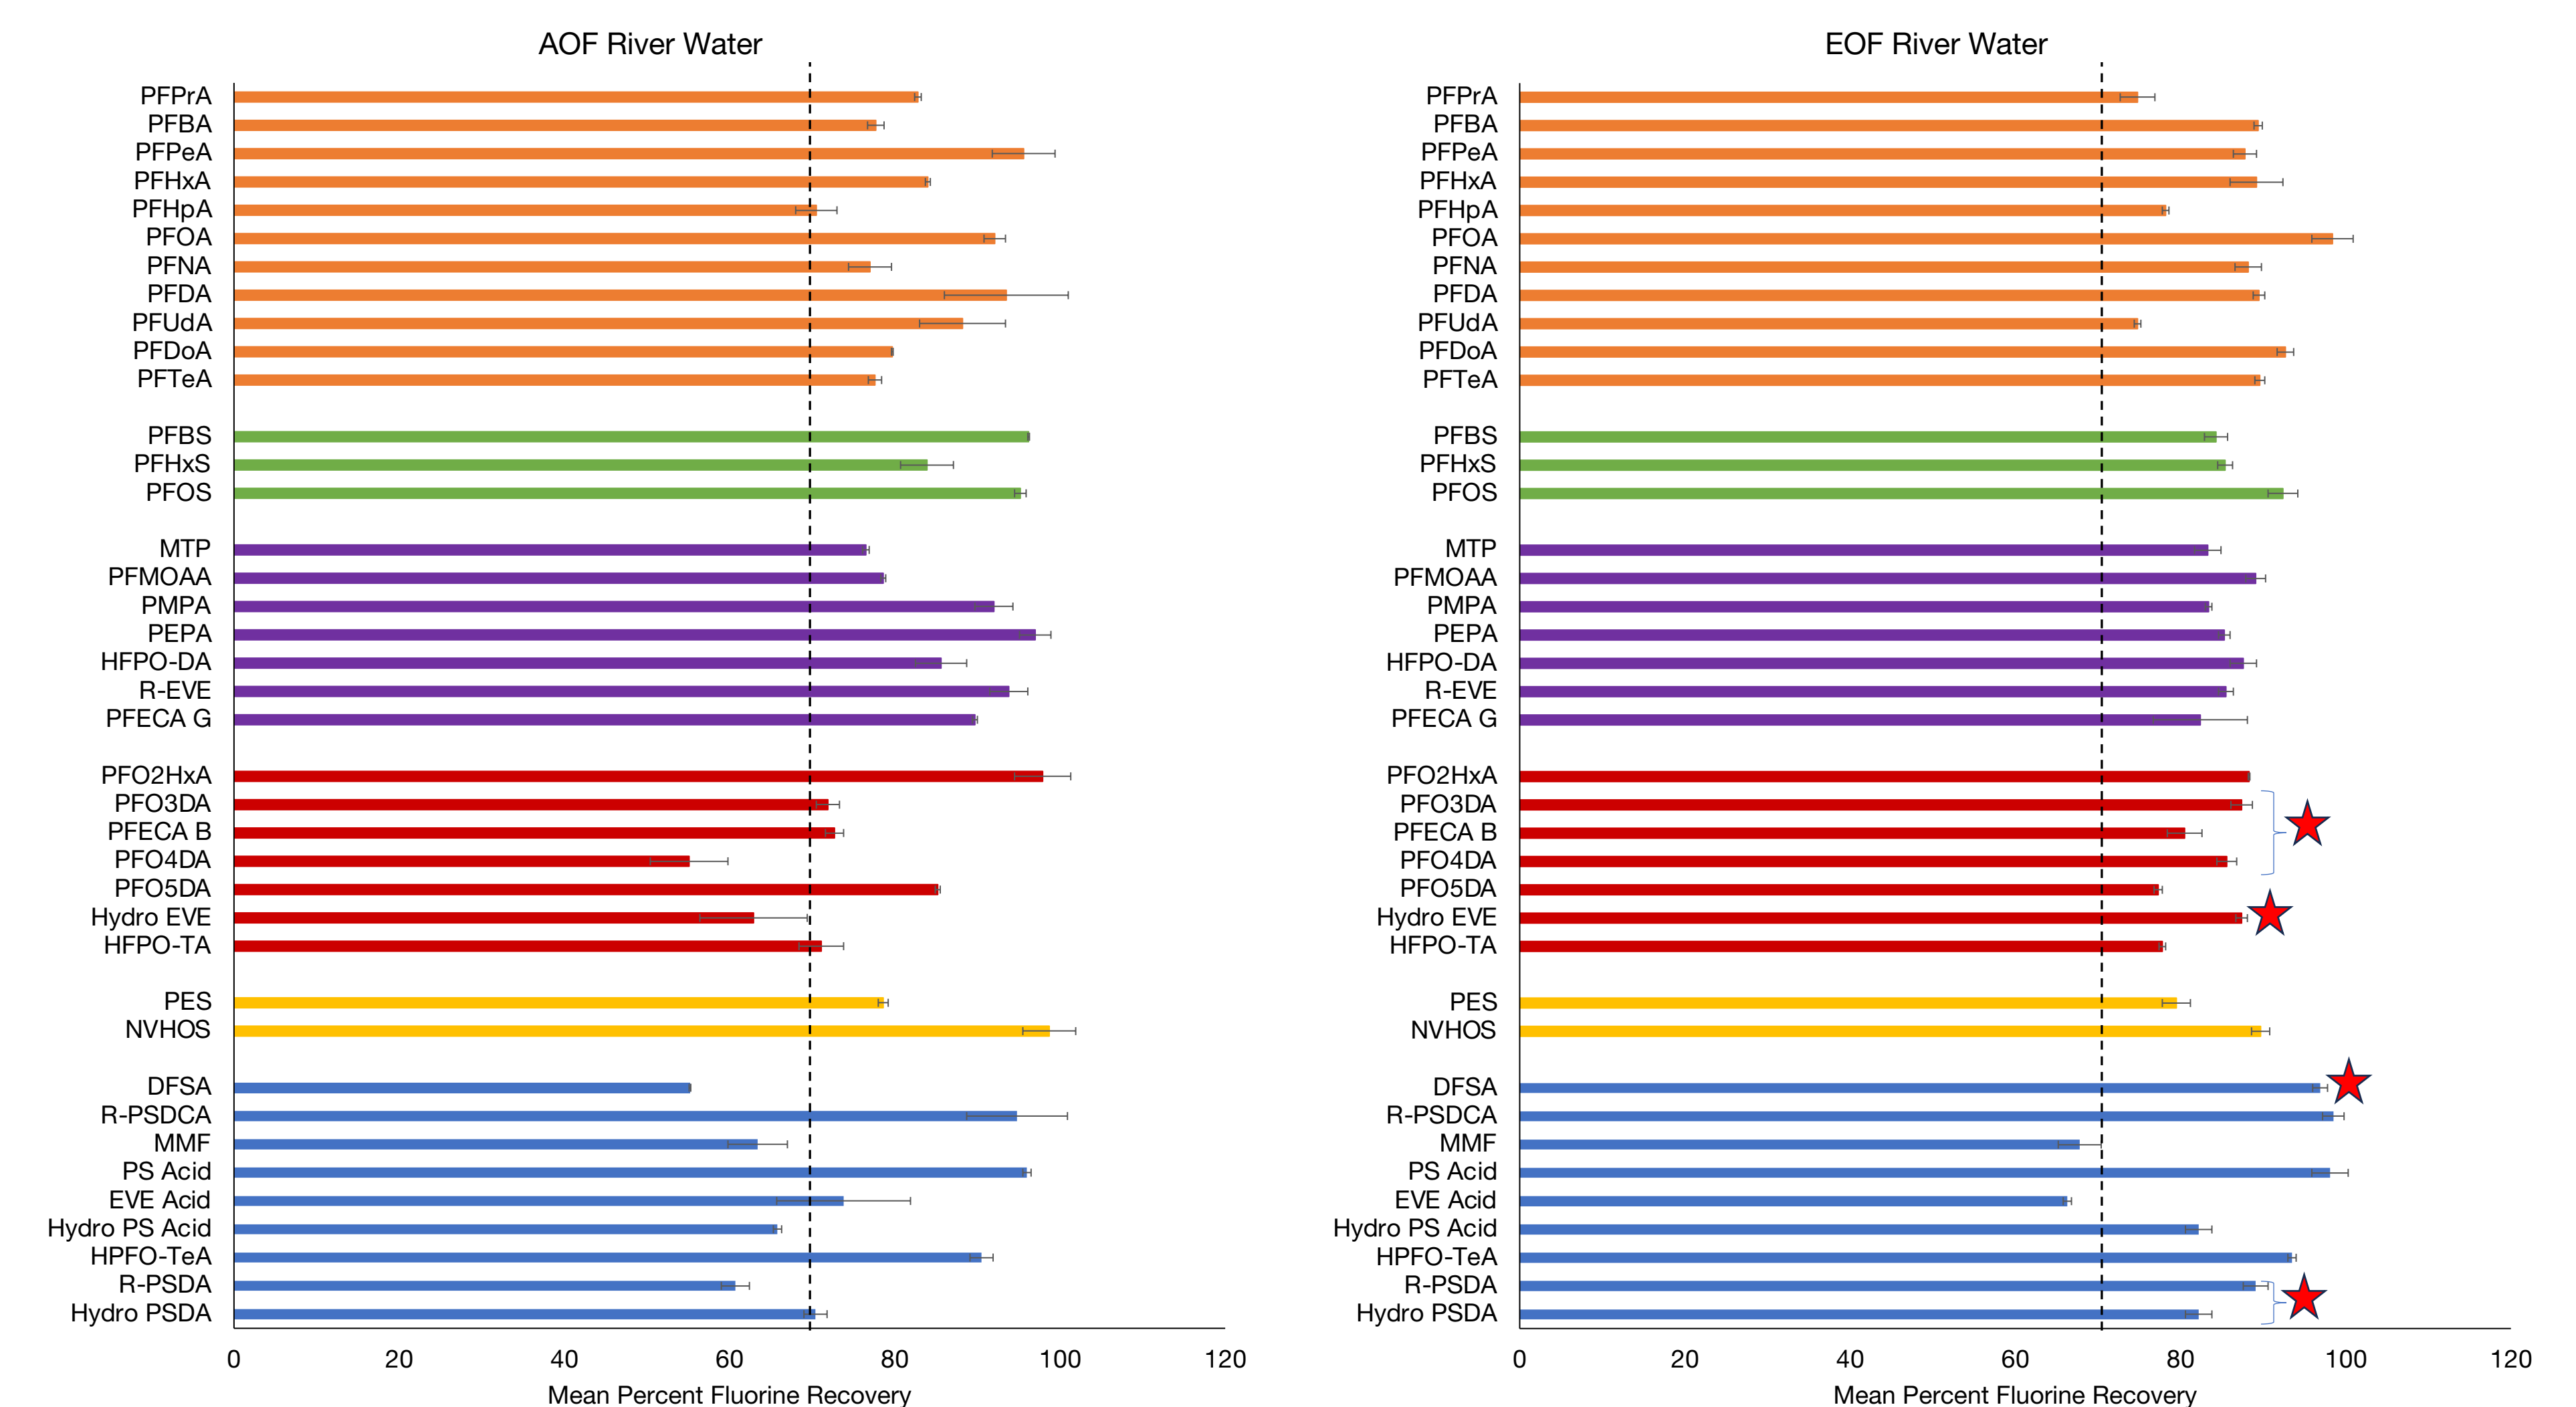 AOF River Water
PFPrA
PFBA
PFPeA
PFHxA
PFHpA
PFOA
PFNA
PFDA
PFUdA
PFDoA
PFTeA
PFBS
PFHxS
PFOS
MTP
PFMOAA
PMPA
PEPA
HFPO-DA
R-EVE
PFECA G
PFO2HxA
PFO3DA
PFECA B
PFO4DA
PFO5DA
Hydro EVE
HFPO-TA
PES
NVHOS
DFSA
R-PSDCA
MMF
PS Acid
EVE Acid
Hydro PS Acid
HPFO-TeA
R-PSDA
Hydro PSDA
0 20 40 60 80 100 120
Mean Percent Fluorine Recovery
EOF River Water
PFPrA
PFBA
PFPeA
PFHxA
PFHpA
PFOA
PFNA
PFDA
PFUdA
PFDoA
PFTeA
PFBS
PFHxS
PFOS
MTP
PFMOAA
PMPA
PEPA
HFPO-DA
R-EVE
PFECA G
PFO2HxA
PFO3DA
PFECA B
PFO4DA
PFO5DA
Hydro EVE
HFPO-TA
PES
NVHOS
DFSA
R-PSDCA
MMF
PS Acid
EVE Acid
Hydro PS Acid
HPFO-TeA
R-PSDA
Hydro PSDA
0 20 40 60 80 100 120
Mean Percent Fluorine Recovery